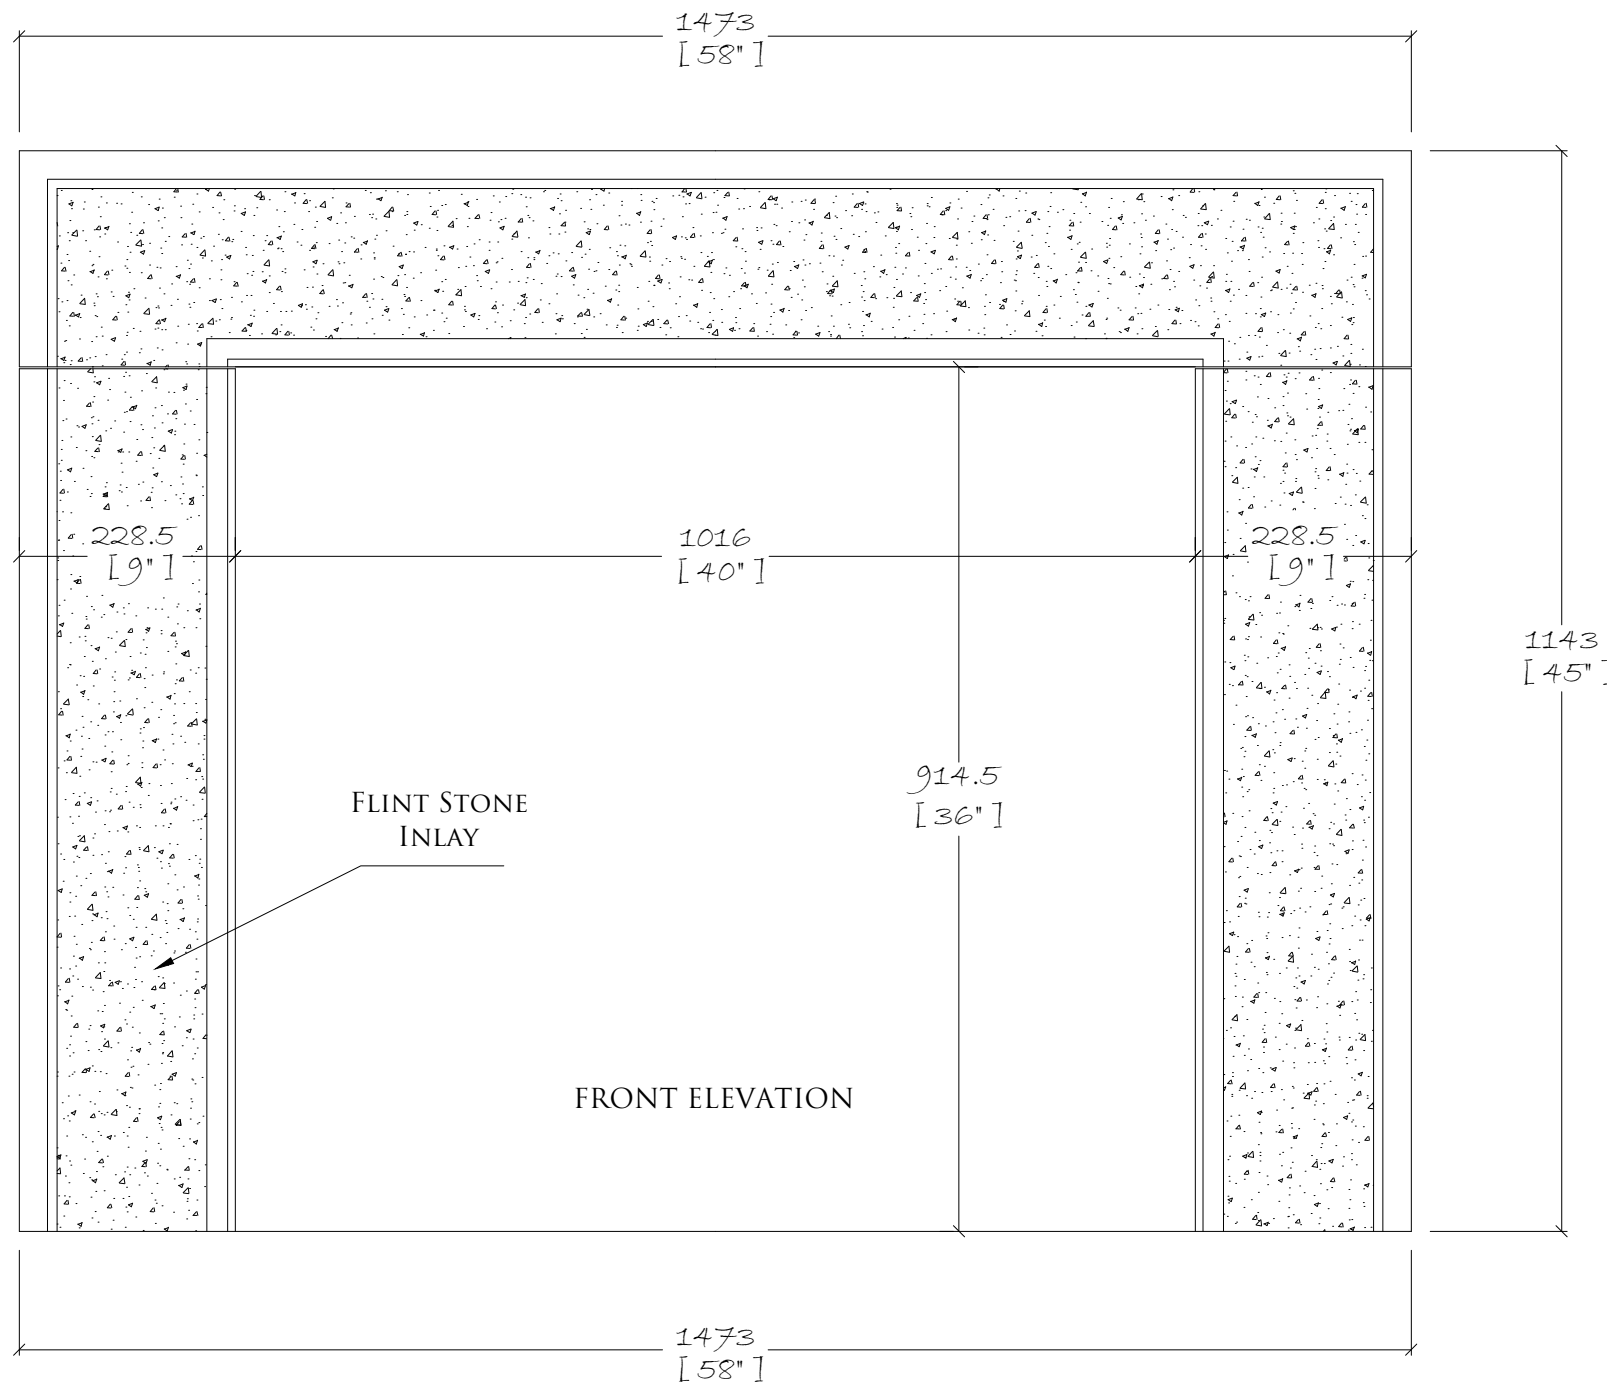 1473
[ 58" ]
228.5
[ 9" ]
1016
[ 40" ]
228.5
[ 9" ]
1143
[ 45" ]
914.5
[ 36" ]
FLINT STONE
INLAY
FRONT ELEVATION
1473
[ 58" ]